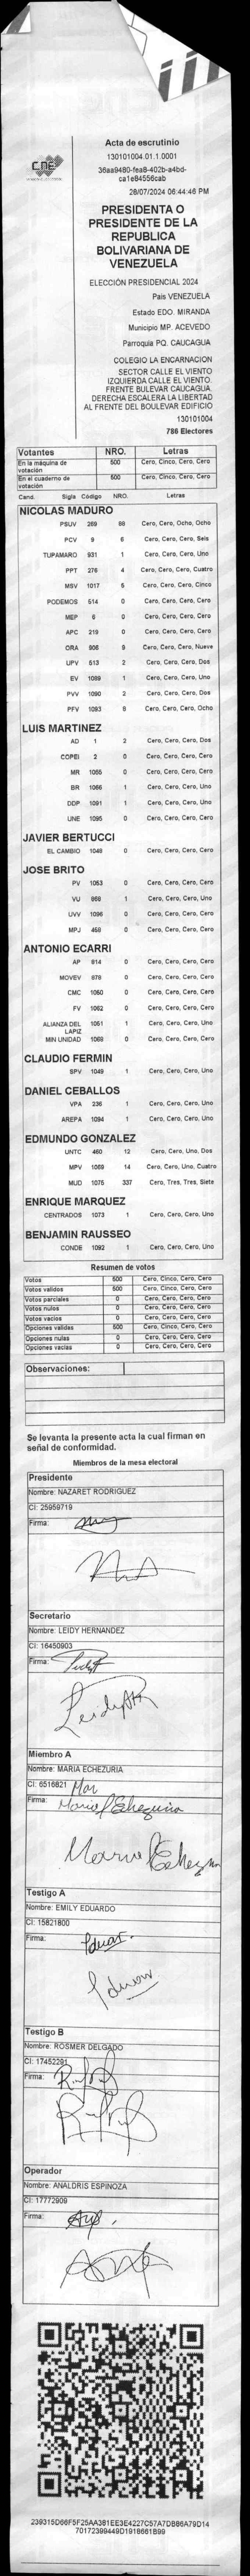 CNE
Acta de escrutinio
130101004.01.1.0001
36aa9480-fea8-402b-a4bd-
ca1e84556cab
28/07/2024 06:44:46 PM
PRESIDENTA O
PRESIDENTE DE LA
REPUBLICA
BOLIVARIANA DE
VENEZUELA
ELECCIÓN PRESIDENCIAL 2024
País VENEZUELA
Estado EDO. MIRANDA
Municipio MP. ACEVEDO
Parroquia PQ. CAUCAGUA
COLEGIO LA ENCARNACION
SECTOR CALLE EL VIENTO
IZQUIERDA CALLE EL VIENTO.
FRENTE BULEVAR CAUCAGUA.
DERECHA ESCALERA LA LIBERTAD
AL FRENTE DEL BOULEVAR EDIFICIO
130101004
786 Electores
Votantes NRO. Letras
En la máquina de votación 500 Cero, Cinco, Cero, Cero
En el cuaderno de votación 500 Cero, Cinco, Cero, Cero
Cand. Sigla Código NRO. Letras
NICOLAS MADURO
PSUV 269 88 Cero, Cero, Ocho, Ocho
PCV 9 6 Cero, Cero, Cero, Seis
TUPAMARO 931 1 Cero, Cero, Cero, Uno
PPT 276 4 Cero, Cero, Cero, Cuatro
MSV 1017 5 Cero, Cero, Cero, Cinco
PODEMOS 514 0 Cero, Cero, Cero, Cero
MEP 6 0 Cero, Cero, Cero, Cero
APC 219 0 Cero, Cero, Cero, Cero
ORA 906 9 Cero, Cero, Cero, Nueve
UPV 513 2 Cero, Cero, Cero, Dos
EV 1089 1 Cero, Cero, Cero, Uno
PVV 1090 2 Cero, Cero, Cero, Dos
PFV 1093 8 Cero, Cero, Cero, Ocho
LUIS MARTINEZ
AD 1 2 Cero, Cero, Cero, Dos
COPEI 2 0 Cero, Cero, Cero, Cero
MR 1055 0 Cero, Cero, Cero, Cero
BR 1066 1 Cero, Cero, Cero, Uno
DDP 1091 1 Cero, Cero, Cero, Uno
UNE 1095 0 Cero, Cero, Cero, Cero
JAVIER BERTUCCI
EL CAMBIO 1048 0 Cero, Cero, Cero, Cero
JOSE BRITO
PV 1053 0 Cero, Cero, Cero, Cero
VU 868 1 Cero, Cero, Cero, Uno
UVV 1096 0 Cero, Cero, Cero, Cero
MPJ 458 0 Cero, Cero, Cero, Cero
ANTONIO ECARRI
AP 814 0 Cero, Cero, Cero, Cero
MOVEV 878 0 Cero, Cero, Cero, Cero
CMC 1050 0 Cero, Cero, Cero, Cero
FV 1062 0 Cero, Cero, Cero, Cero
ALIANZA DEL LAPIZ 1051 1 Cero, Cero, Cero, Uno
MIN UNIDAD 1069 0 Cero, Cero, Cero, Cero
CLAUDIO FERMIN
SPV 1049 1 Cero, Cero, Cero, Uno
DANIEL CEBALLOS
VPA 236 1 Cero, Cero, Cero, Uno
AREPA 1094 1 Cero, Cero, Cero, Uno
EDMUNDO GONZALEZ
UNTC 460 12 Cero, Cero, Uno, Dos
MPV 1069 14 Cero, Cero, Uno, Cuatro
MUD 1075 337 Cero, Tres, Tres, Siete
ENRIQUE MARQUEZ
CENTRADOS 1073 1 Cero, Cero, Cero, Uno
BENJAMIN RAUSSEO
CONDE 1092 1 Cero, Cero, Cero, Uno
Resumen de votos
Votos 500 Cero, Cinco, Cero, Cero
Votos validos 500 Cero, Cinco, Cero, Cero
Votos parciales 0 Cero, Cero, Cero, Cero
Votos nulos 0 Cero, Cero, Cero, Cero
Votos vacios 0 Cero, Cero, Cero, Cero
Opciones validas 500 Cero, Cinco, Cero, Cero
Opciones nulas 0 Cero, Cero, Cero, Cero
Opciones vacias 0 Cero, Cero, Cero, Cero
Observaciones:
Se levanta la presente acta la cual firman en
señal de conformidad.
Miembros de la mesa electoral
Presidente
Nombre: NAZARET RODRIGUEZ
CI: 25959719
Firma:
Secretario
Nombre: LEIDY HERNANDEZ
CI: 16450903
Firma:
Miembro A
Nombre: MARIA ECHEZURIA
CI: 6516821 Mar
Firma: Maria Echezuria
Maria Echezu
Testigo A
Nombre: EMILY EDUARDO
CI: 15821800
Firma:
Testigo B
Nombre: ROSMER DELGADO
CI: 17452291
Firma:
Operador
Nombre: ANALDRIS ESPINOZA
CI: 17772909
Firma:
239315D66F5F25AA381EE3E4227C57A7DB86A79D14
70172399449D1918661B99